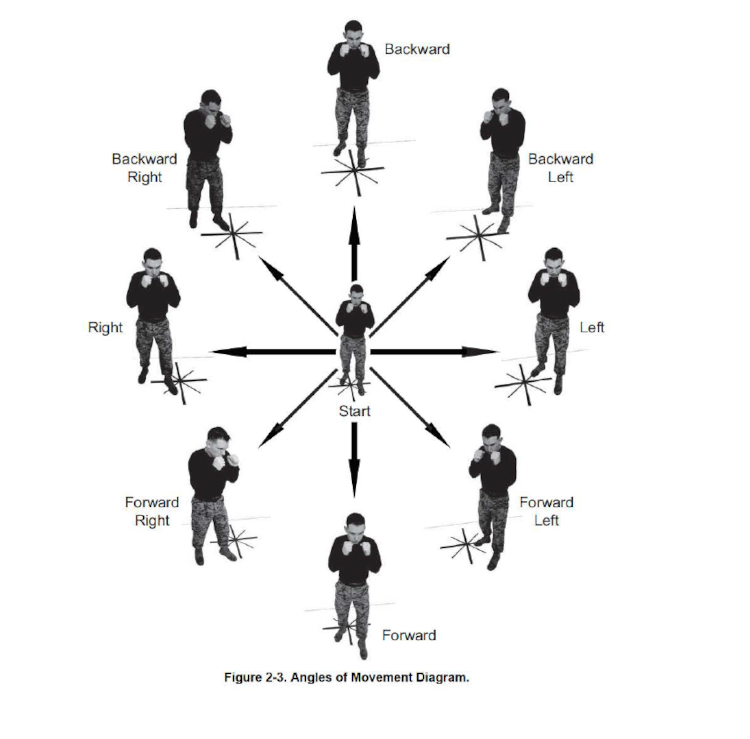 Backward
Backward
Right
Backward
Left
Right
Left
Start
Forward
Right
Forward
Left
Forward
Figure 2-3. Angles of Movement Diagram.